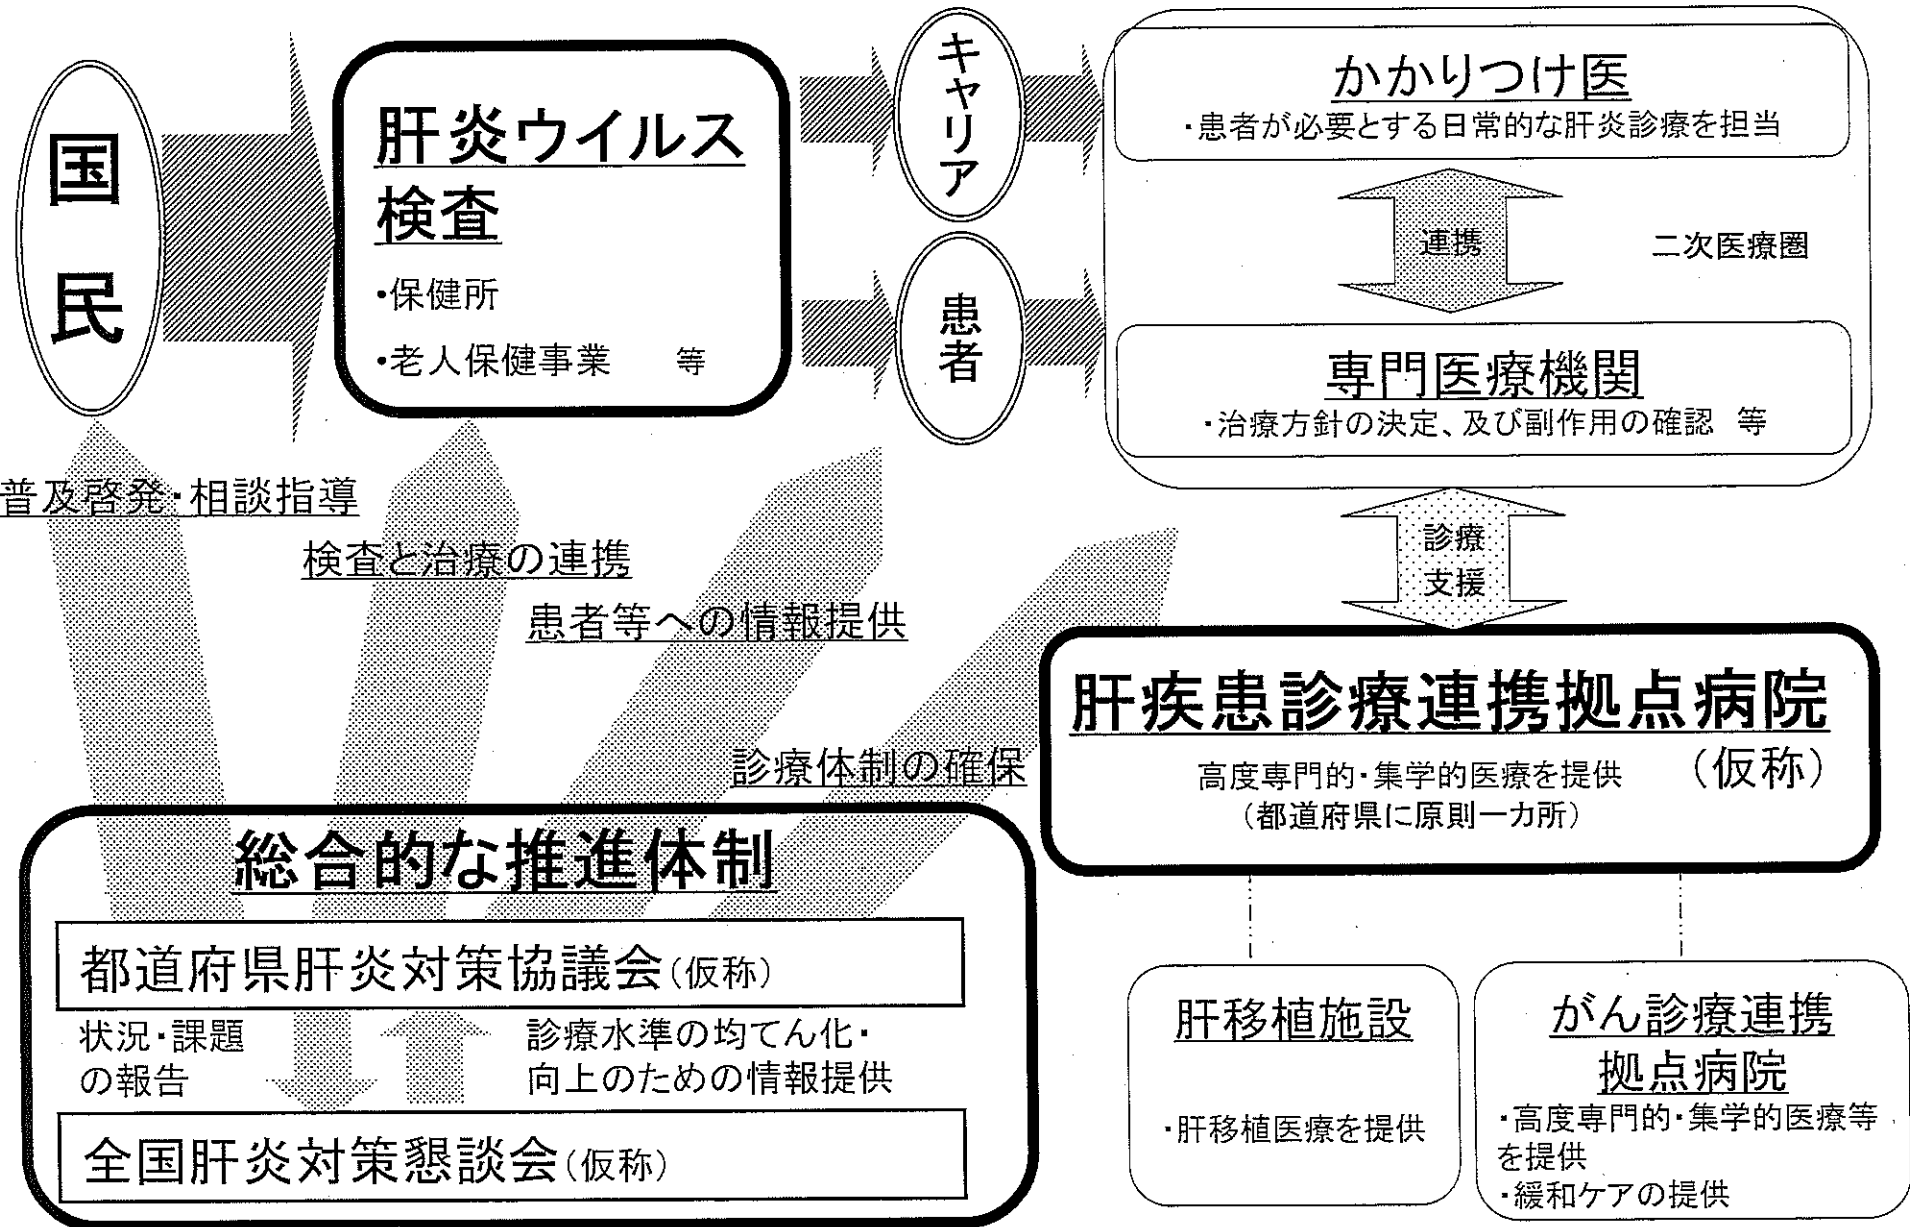 国
民
肝炎ウイルス
検査
・保健所
・老人保健事業 等
キャリア
患者
かかりつけ医
・患者が必要とする日常的な肝炎診療を担当
連携
二次医療圏
専門医療機関
・治療方針の決定、及び副作用の確認 等
普及啓発・相談指導
検査と治療の連携
患者等への情報提供
診療体制の確保
診療
支援
肝疾患診療連携拠点病院
(仮称)
高度専門的・集学的医療を提供
(都道府県に原則一カ所)
総合的な推進体制
都道府県肝炎対策協議会(仮称)
状況・課題
の報告
診療水準の均てん化・
向上のための情報提供
全国肝炎対策懇談会(仮称)
肝移植施設
・肝移植医療を提供
がん診療連携
拠点病院
・高度専門的・集学的医療等
を提供
・緩和ケアの提供